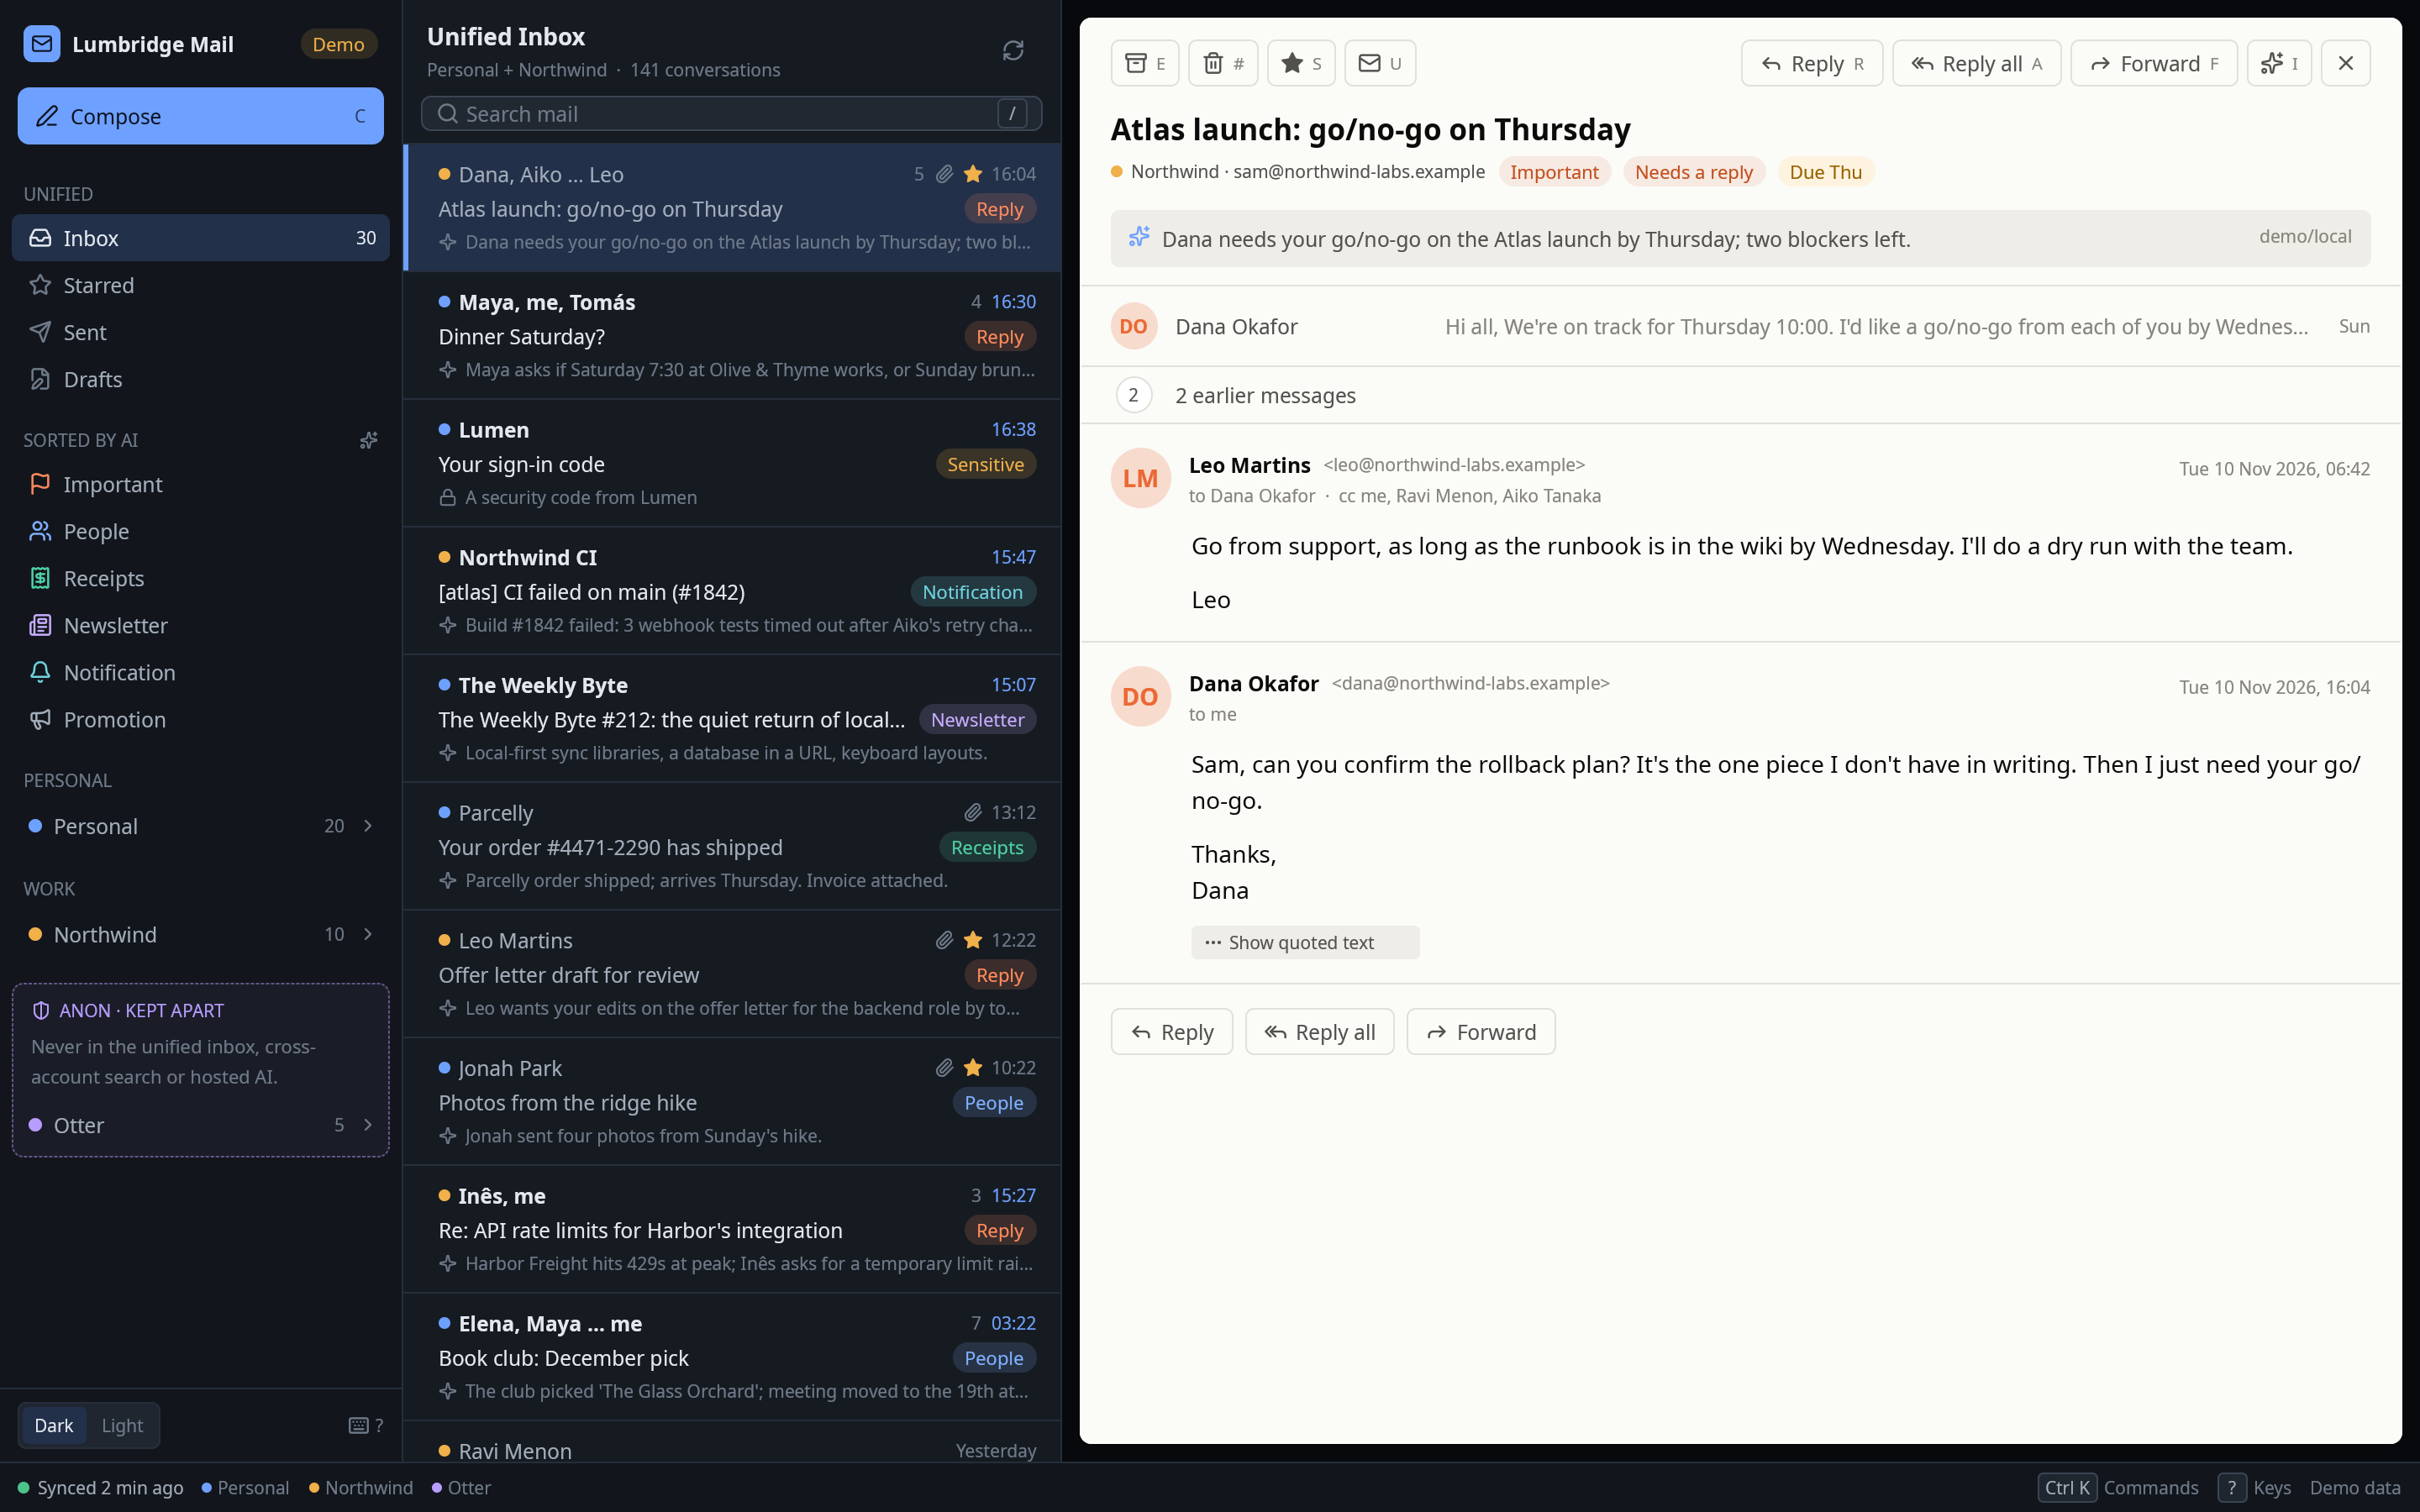 Lumbridge Mail
Demo
Compose C
UNIFIED
Inbox 30
Starred
Sent
Drafts
SORTED BY AI
Important
People
Receipts
Newsletter
Notification
Promotion
PERSONAL
Personal 20
WORK
Northwind 10
ANON · KEPT APART
Never in the unified inbox, cross-
account search or hosted AI.
Otter 5
Dark Light ?
Unified Inbox
Personal + Northwind · 141 conversations
Search mail /
Dana, Aiko ... Leo 5 16:04
Atlas launch: go/no-go on Thursday Reply
Dana needs your go/no-go on the Atlas launch by Thursday; two bl...
Maya, me, Tomás 4 16:30
Dinner Saturday? Reply
Maya asks if Saturday 7:30 at Olive & Thyme works, or Sunday brun...
Lumen 16:38
Your sign-in code Sensitive
A security code from Lumen
Northwind CI 15:47
[atlas] CI failed on main (#1842) Notification
Build #1842 failed: 3 webhook tests timed out after Aiko's retry cha...
The Weekly Byte 15:07
The Weekly Byte #212: the quiet return of local... Newsletter
Local-first sync libraries, a database in a URL, keyboard layouts.
Parcelly 13:12
Your order #4471-2290 has shipped Receipts
Parcelly order shipped; arrives Thursday. Invoice attached.
Leo Martins 12:22
Offer letter draft for review Reply
Leo wants your edits on the offer letter for the backend role by to...
Jonah Park 10:22
Photos from the ridge hike People
Jonah sent four photos from Sunday's hike.
Inês, me 3 15:27
Re: API rate limits for Harbor's integration Reply
Harbor Freight hits 429s at peak; Inês asks for a temporary limit rai...
Elena, Maya ... me 7 03:22
Book club: December pick People
The club picked 'The Glass Orchard'; meeting moved to the 19th at...
Ravi Menon Yesterday
E # S U Reply R Reply all A Forward F I
Atlas launch: go/no-go on Thursday
Northwind · sam@northwind-labs.example Important Needs a reply Due Thu
Dana needs your go/no-go on the Atlas launch by Thursday; two blockers left. demo/local
DO Dana Okafor Hi all, We're on track for Thursday 10:00. I'd like a go/no-go from each of you by Wednes... Sun
2 2 earlier messages
LM Leo Martins <leo@northwind-labs.example> Tue 10 Nov 2026, 06:42
to Dana Okafor · cc me, Ravi Menon, Aiko Tanaka
Go from support, as long as the runbook is in the wiki by Wednesday. I'll do a dry run with the team.
Leo
DO Dana Okafor <dana@northwind-labs.example> Tue 10 Nov 2026, 16:04
to me
Sam, can you confirm the rollback plan? It's the one piece I don't have in writing. Then I just need your go/
no-go.
Thanks,
Dana
··· Show quoted text
Reply Reply all Forward
Synced 2 min ago Personal Northwind Otter Ctrl K Commands ? Keys Demo data